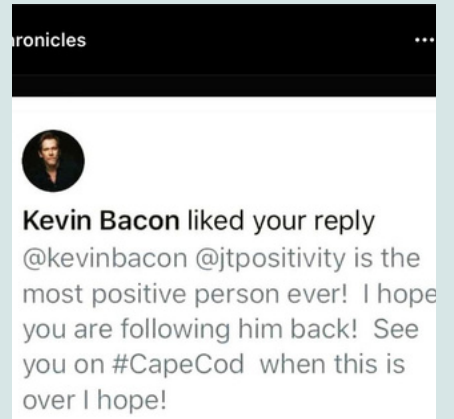 ronicles
...
Kevin Bacon liked your reply
@kevinbacon @jtpositivity is the
most positive person ever!  I hope
you are following him back!  See
you on #CapeCod  when this is
over I hope!